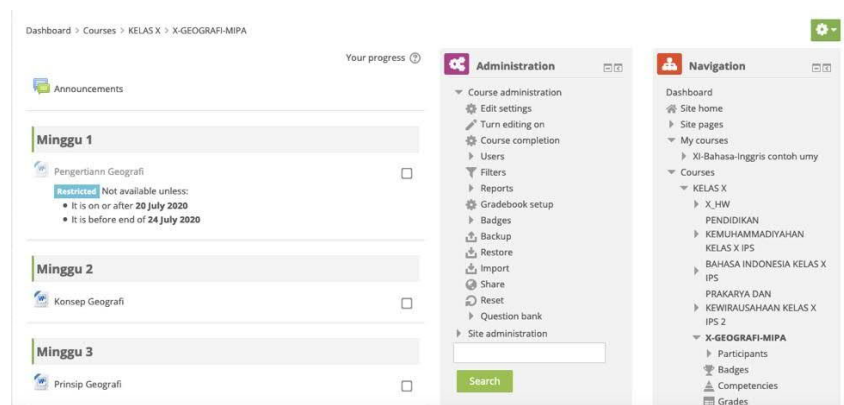 Dashboard > Courses > KELAS X > X-GEOGRAFI-MIPA
Your progress
Announcements
Minggu 1
Pengertiann Geografi
Restricted Not available unless:
It is on or after 20 July 2020
It is before end of 24 July 2020
Minggu 2
Konsep Geografi
Minggu 3
Prinsip Geografi
Administration
Course administration
Edit settings
Turn editing on
Course completion
Users
Filters
Reports
Gradebook setup
Badges
Backup
Restore
Import
Share
Reset
Question bank
Site administration
Search
Navigation
Dashboard
Site home
Site pages
My courses
XI-Bahasa-Inggris contoh umy
Courses
KELAS X
X_HW
PENDIDIKAN
KEMUHAMMADIYAHAN
KELAS X IPS
BAHASA INDONESIA KELAS X
IPS
PRAKARYA DAN
KEWIRAUSAHAAN KELAS X
IPS 2
X-GEOGRAFI-MIPA
Participants
Badges
Competencies
Grades